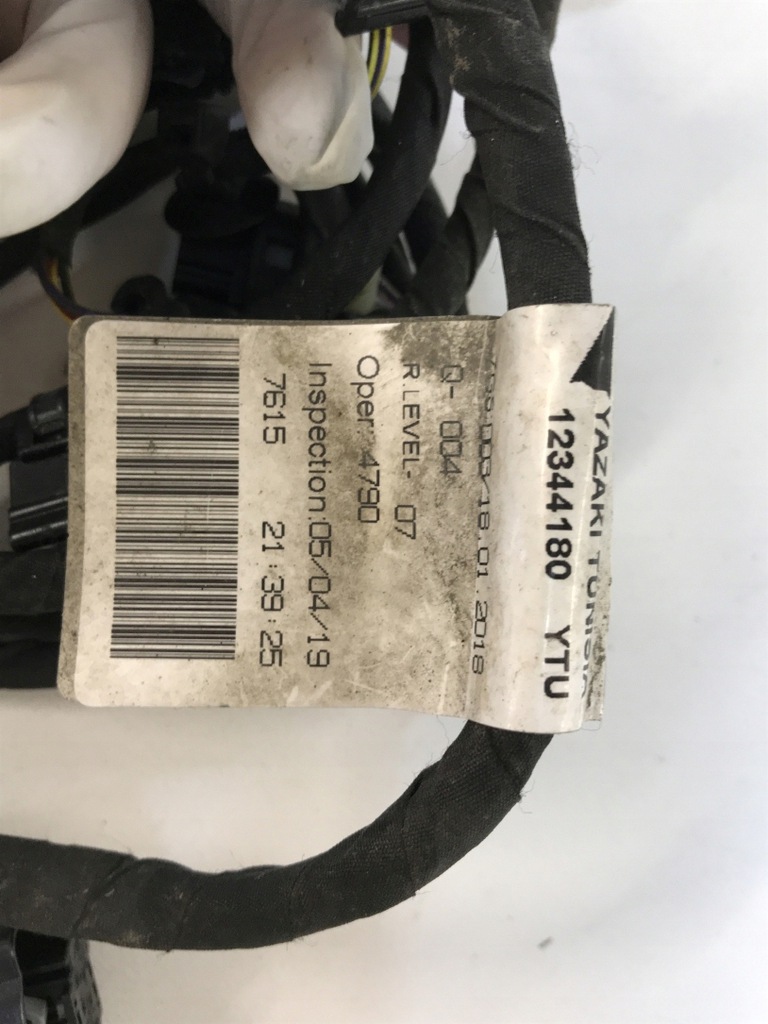 YAZAKI TUNISIA
12344180 YTU
18.01.2018
Q- 004
R.LEVEL- 07
Oper.:4790
Inspection:05/04/19
7615 21:39:25